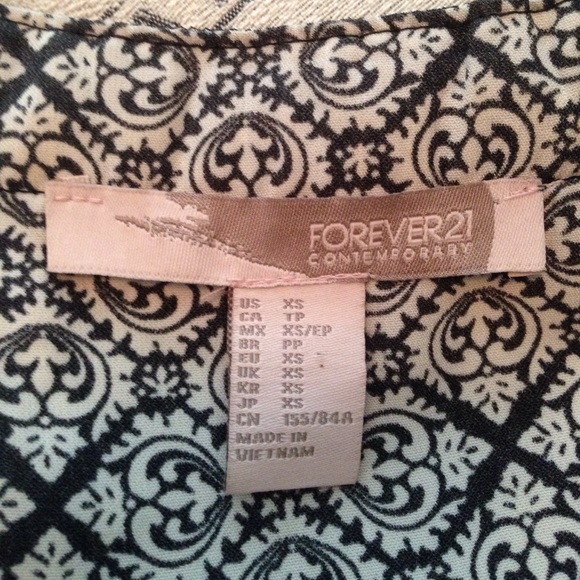 FOREVER21
CONTEMPORARY
US XS
CA TP
MX XS/EP
BR PP
EU XS
UK XS
KR XS
JP XS
CN 155/84A
MADE IN
VIETNAM